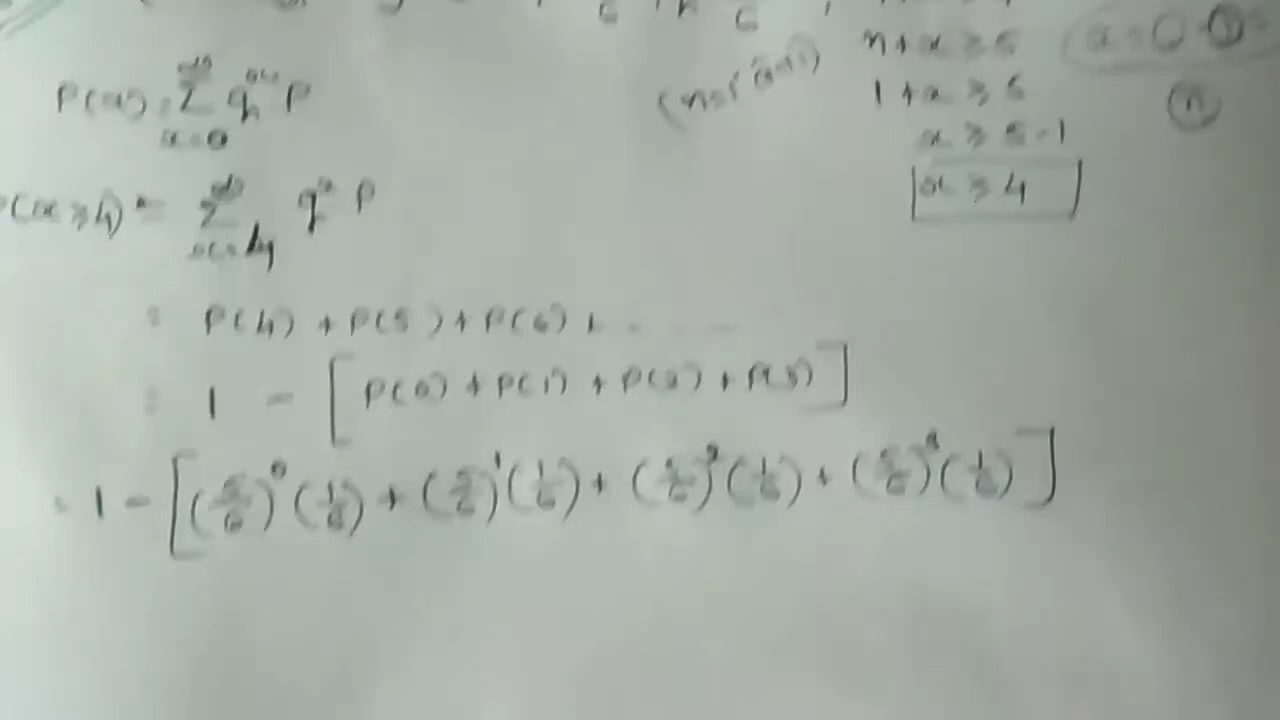 n + x ≥ 5
P(x) = ∞ Σ x=0 q^x P
1 + x ≥ 5
x ≥ 5 - 1
x ≥ 4
P(x ≥ 4) = ∞ Σ x=4 q^x P
= P(4) + P(5) + P(6) + . . . .
= 1 - [P(0) + P(1) + P(2) + P(3)]
= 1 - [(5/6)^0 (1/6) + (5/6)^1 (1/6) + (5/6)^2 (1/6) + (5/6)^3 (1/6)]